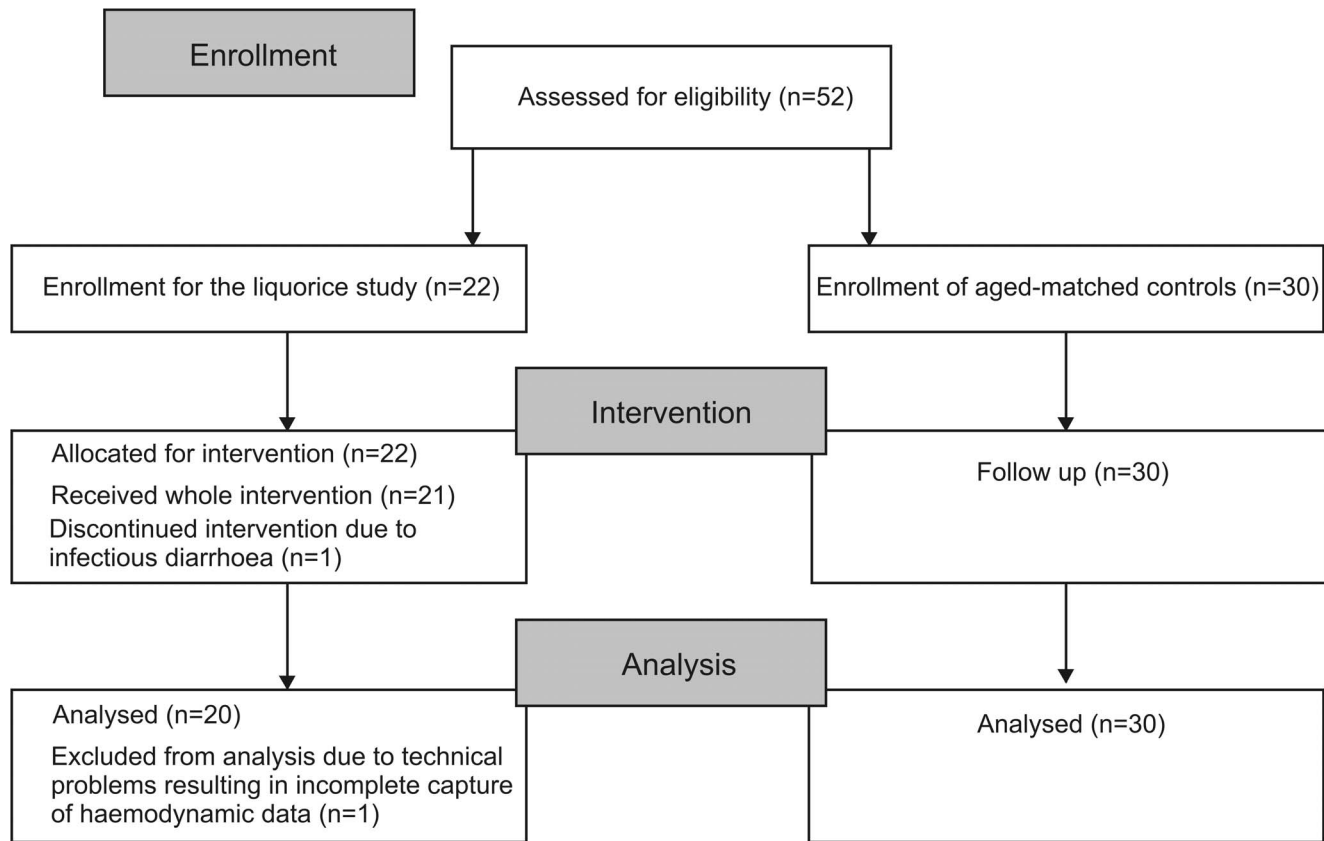 Enrollment
Assessed for eligibility (n=52)
Enrollment for the liquorice study (n=22)
Enrollment of aged-matched controls (n=30)
Intervention
Allocated for intervention (n=22)
Received whole intervention (n=21)
Discontinued intervention due to
infectious diarrhoea (n=1)
Follow up (n=30)
Analysis
Analysed (n=20)
Excluded from analysis due to technical
problems resulting in incomplete capture
of haemodynamic data (n=1)
Analysed (n=30)